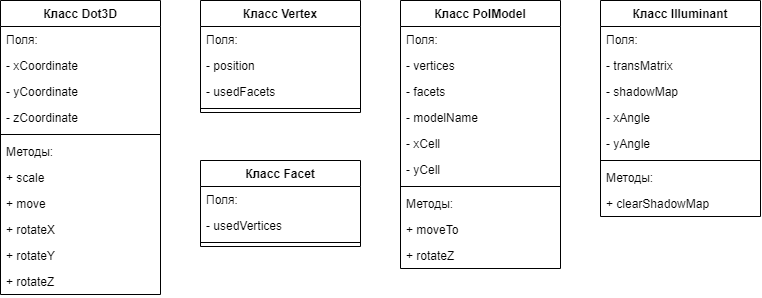 Класс Dot3D
Поля:
- xCoordinate
- yCoordinate
- zCoordinate
Методы:
+ scale
+ move
+ rotateX
+ rotateY
+ rotateZ
Класс Vertex
Поля:
- position
- usedFacets
Класс Facet
Поля:
- usedVertices
Класс PolModel
Поля:
- vertices
- facets
- modelName
- xCell
- yCell
Методы:
+ moveTo
+ rotateZ
Класс Illuminant
Поля:
- transMatrix
- shadowMap
- xAngle
- yAngle
Методы:
+ clearShadowMap